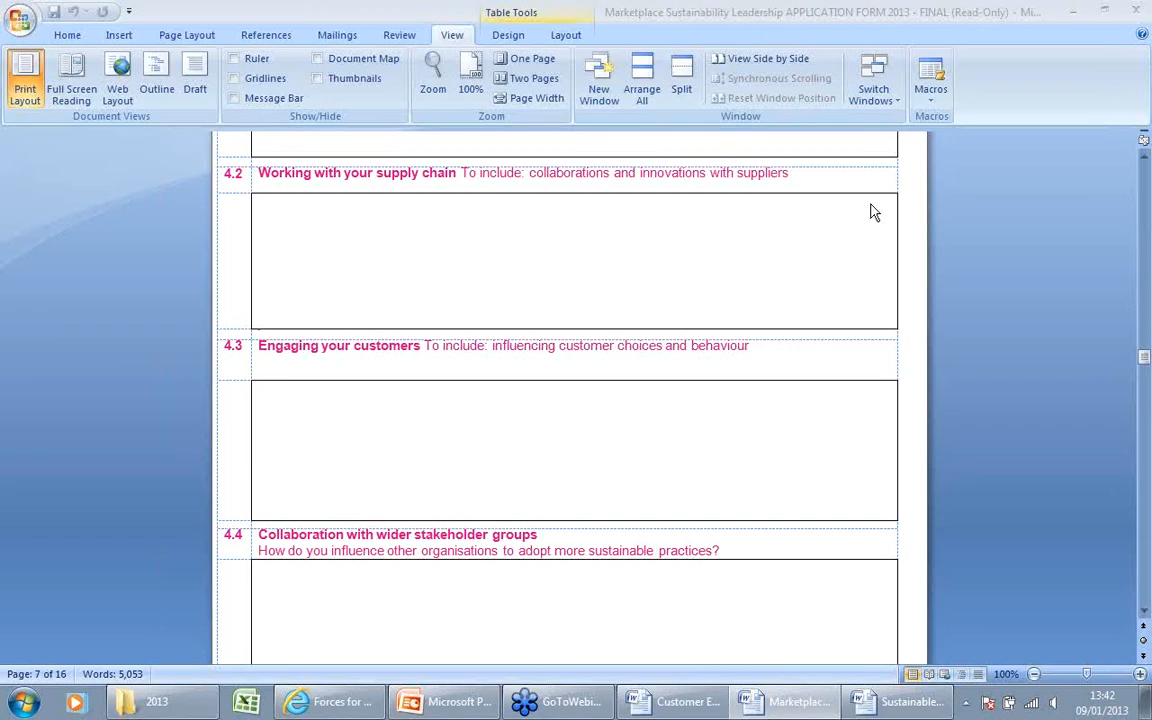 Table Tools
Marketplace Sustainability Leadership APPLICATION FORM 2013 - FINAL (Read-Only) - Mi...
Home Insert Page Layout References Mailings Review View Design Layout
Print Layout
Full Screen Reading
Web Layout
Outline
Draft
Document Views
Ruler
Gridlines
Message Bar
Document Map
Thumbnails
Show/Hide
Zoom
100%
One Page
Two Pages
Page Width
Zoom
New Window
Arrange All
Split
View Side by Side
Synchronous Scrolling
Reset Window Position
Window
Switch Windows
Macros
Macros
4.2 Working with your supply chain To include: collaborations and innovations with suppliers
4.3 Engaging your customers To include: influencing customer choices and behaviour
4.4 Collaboration with wider stakeholder groups
How do you influence other organisations to adopt more sustainable practices?
Page: 7 of 16 Words: 5,053 100%
2013 Forces for ... Microsoft P... GoToWebi... Customer E... Marketplac... Sustainable...
13:42
09/01/2013